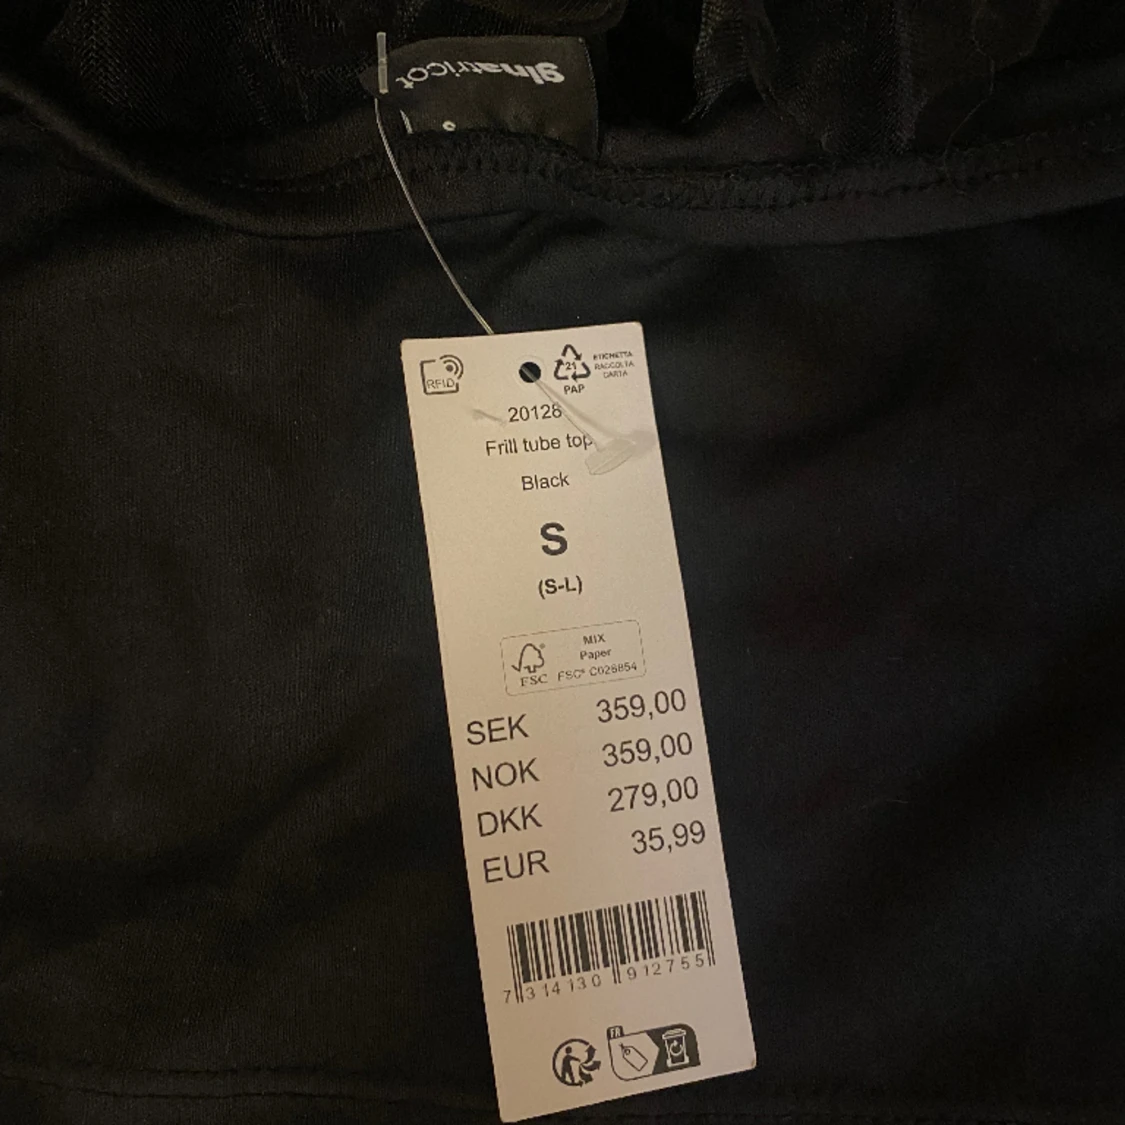 ginatricot
RFID
21
PAP
ETICHETTA
RACCOLTA
CARTA
20128
Frill tube top
Black
S
(S-L)
FSC
MIX
Paper
FSC® C026854
SEK 359,00
NOK 359,00
DKK 279,00
EUR 35,99
7 314130 912755
FR